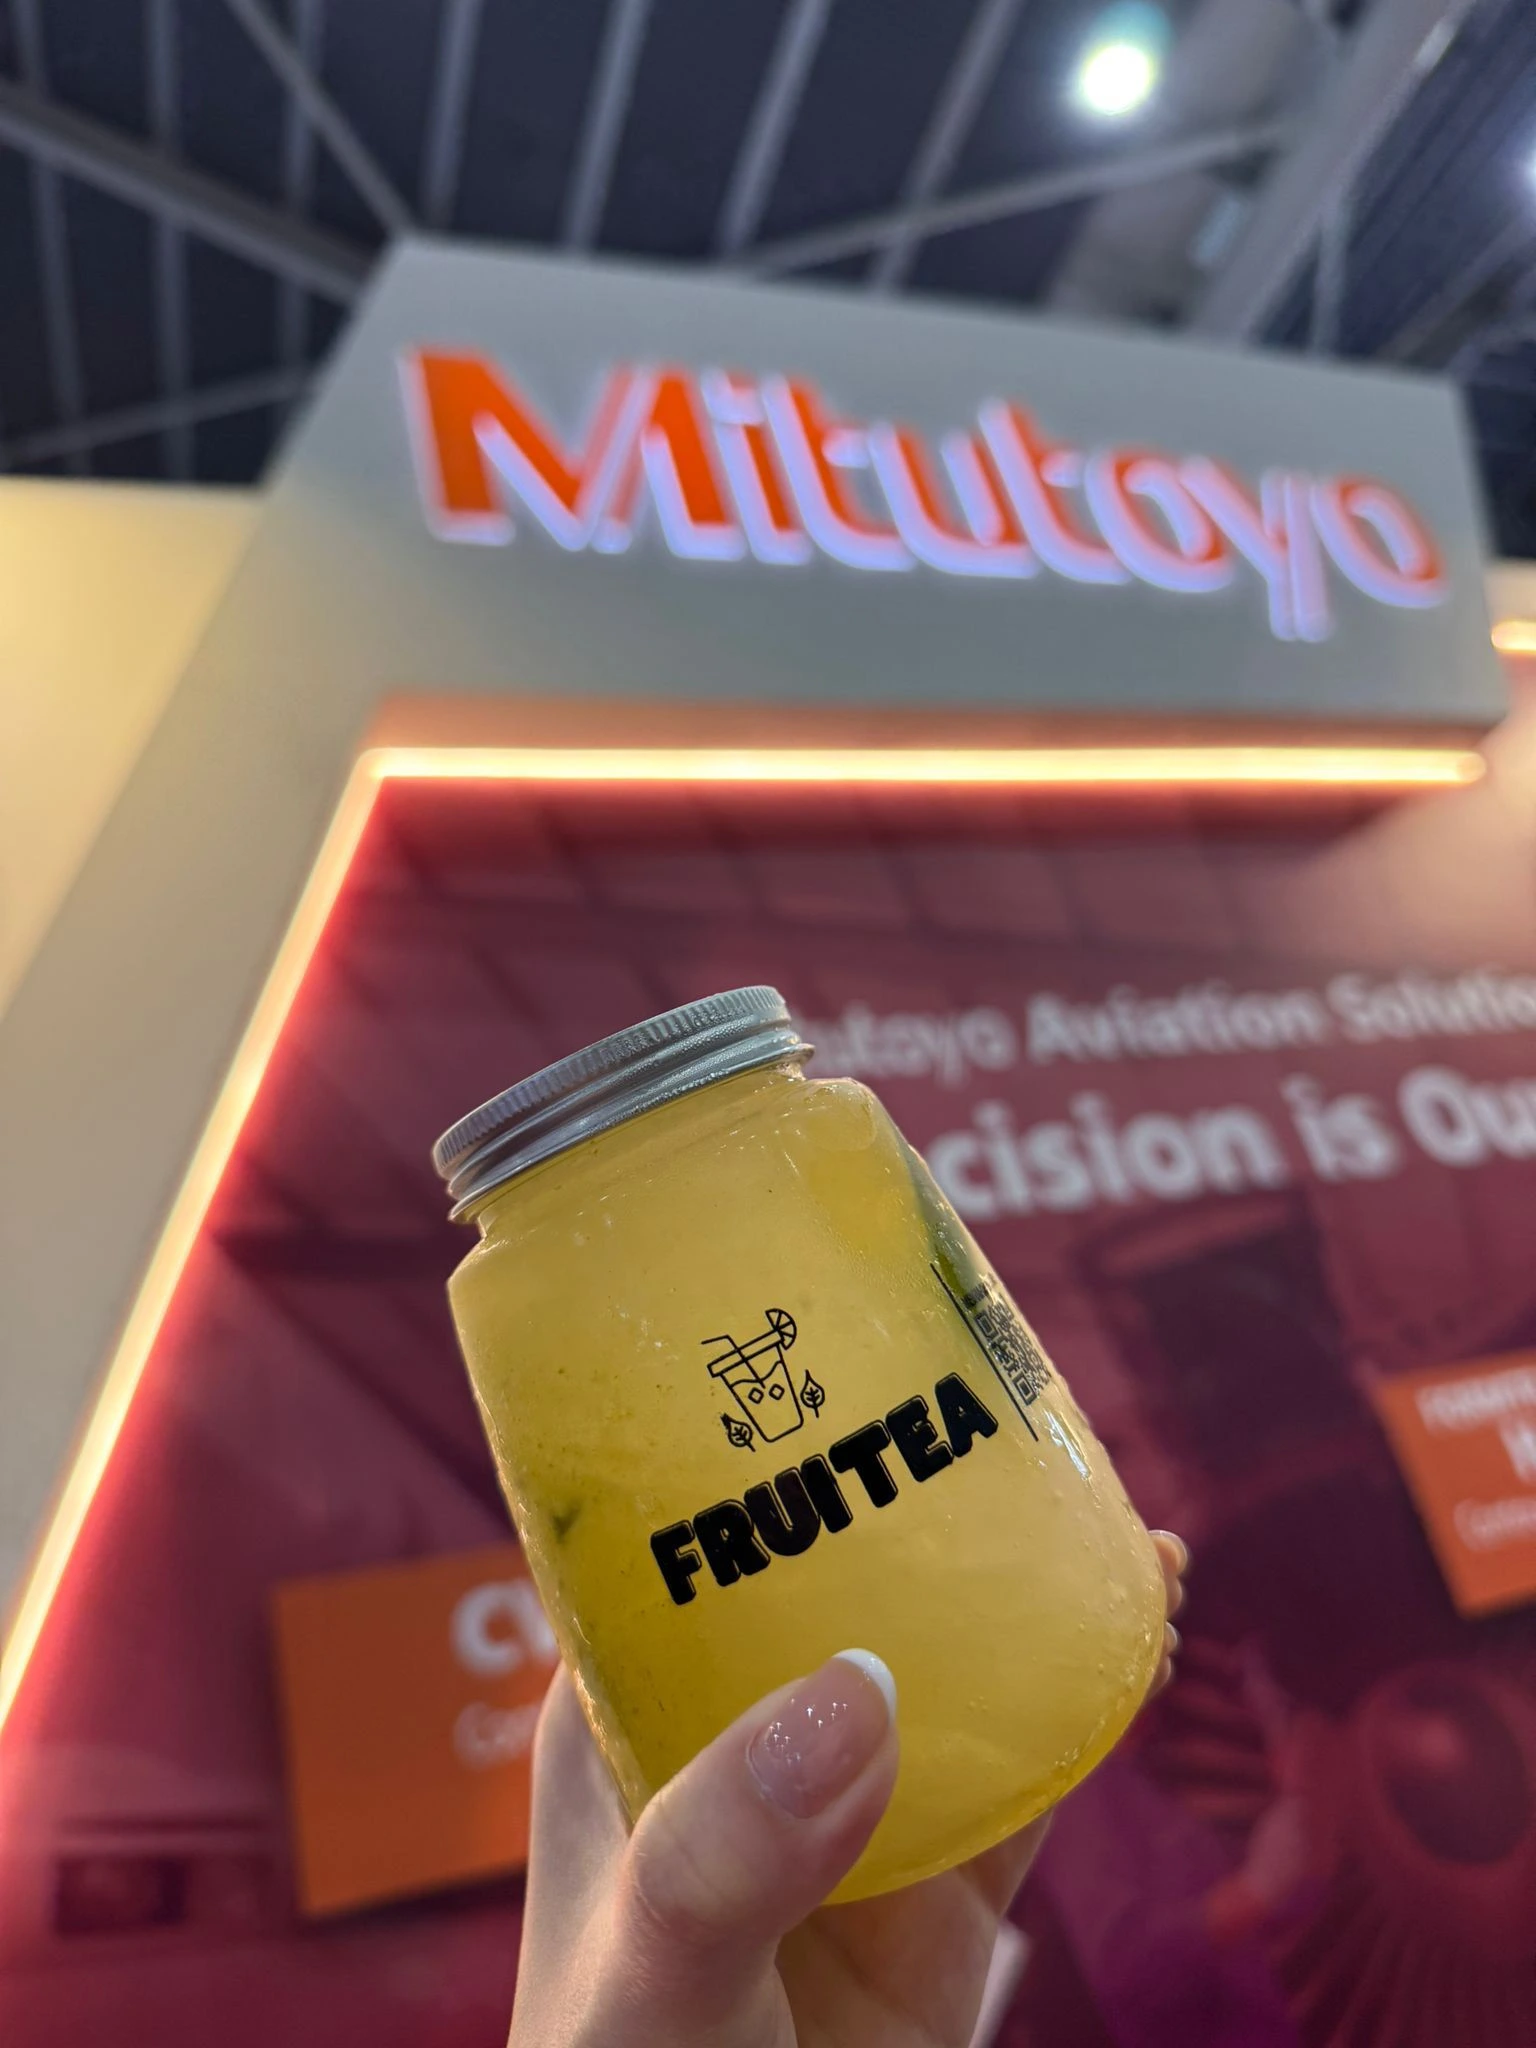 Mitutoyo
Mitutoyo Aviation Solutio
cision is Ou
FRUITEA